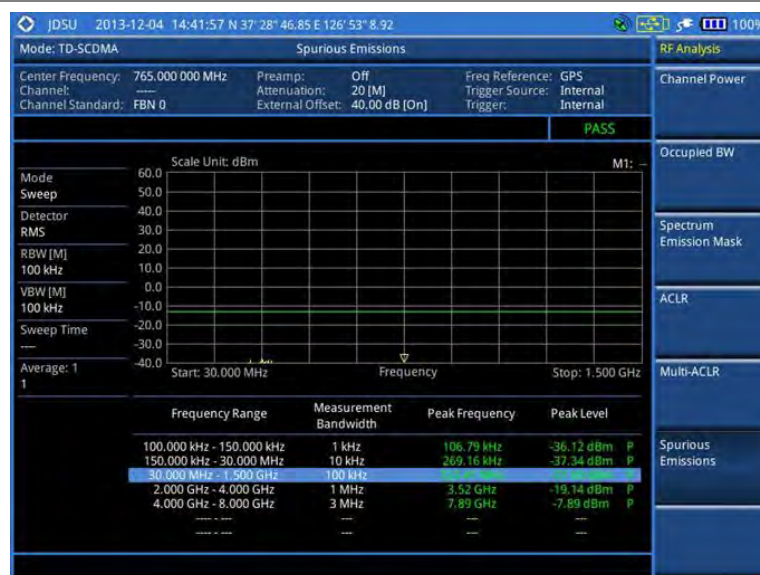 JDSU 2013-12-04 14:41:57 N 37° 28" 46.85 E 126° 53" 8.92 100%
Mode: TD-SCDMA Spurious Emissions RF Analysis
Center Frequency: 765.000 000 MHz Preamp: Off Freq Reference: GPS
Channel: ----- Attenuation: 20 [M] Trigger Source: Internal
Channel Standard: FBN 0 External Offset: 40.00 dB [On] Trigger: Internal
Channel Power
PASS
Occupied BW
Scale Unit: dBm M1: --
Mode
Sweep
Detector
RMS
RBW [M]
100 kHz
VBW [M]
100 kHz
Sweep Time
----
Average: 1
1
60.0
50.0
40.0
30.0
20.0
10.0
0.0
-10.0
-20.0
-30.0
-40.0
Start: 30.000 MHz Frequency Stop: 1.500 GHz
Spectrum
Emission Mask
ACLR
Multi-ACLR
Spurious
Emissions
Frequency Range Measurement Bandwidth Peak Frequency Peak Level
100.000 kHz - 150.000 kHz 1 kHz 106.79 kHz -36.12 dBm P
150.000 kHz - 30.000 MHz 10 kHz 269.16 kHz -37.34 dBm P
30.000 MHz - 1.500 GHz 100 kHz
2.000 GHz - 4.000 GHz 1 MHz 3.52 GHz -19.14 dBm P
4.000 GHz - 8.000 GHz 3 MHz 7.89 GHz -7.89 dBm P
---- - --- --- --- ---
---- - --- --- --- ---